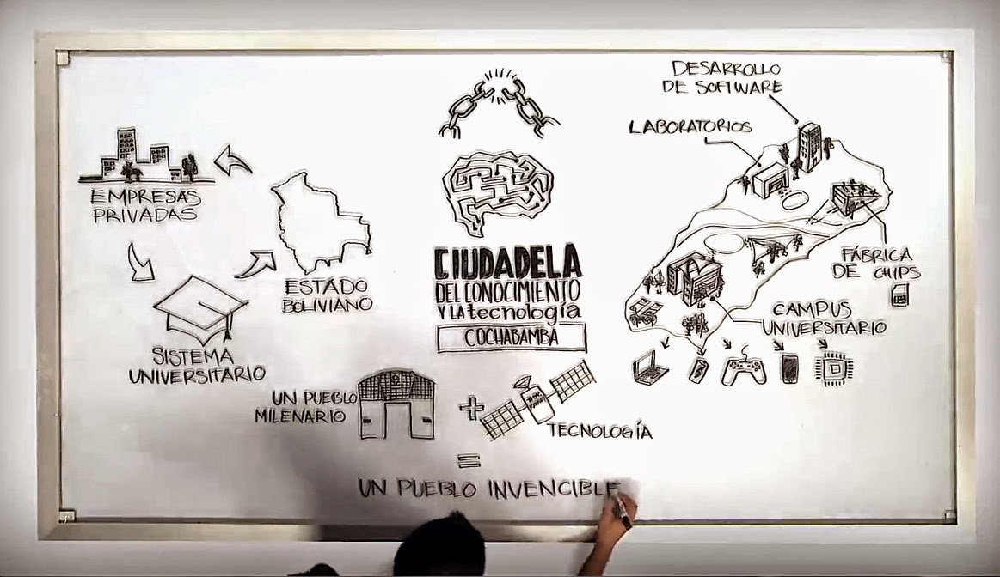 EMPRESAS
PRIVADAS
ESTADO
BOLIVIANO
SISTEMA
UNIVERSITARIO
CIUDADELA
DEL CONOCIMIENTO
Y LA tecnología
COCHABAMBA
DESARROLLO
DE SOFTWARE
LABORATORIOS
FÁBRICA
DE CHIPS
CAMPUS
UNIVERSITARIO
UN PUEBLO
MILENARIO
+
TECNOLOGÍA
=
UN PUEBLO INVENCIBLE